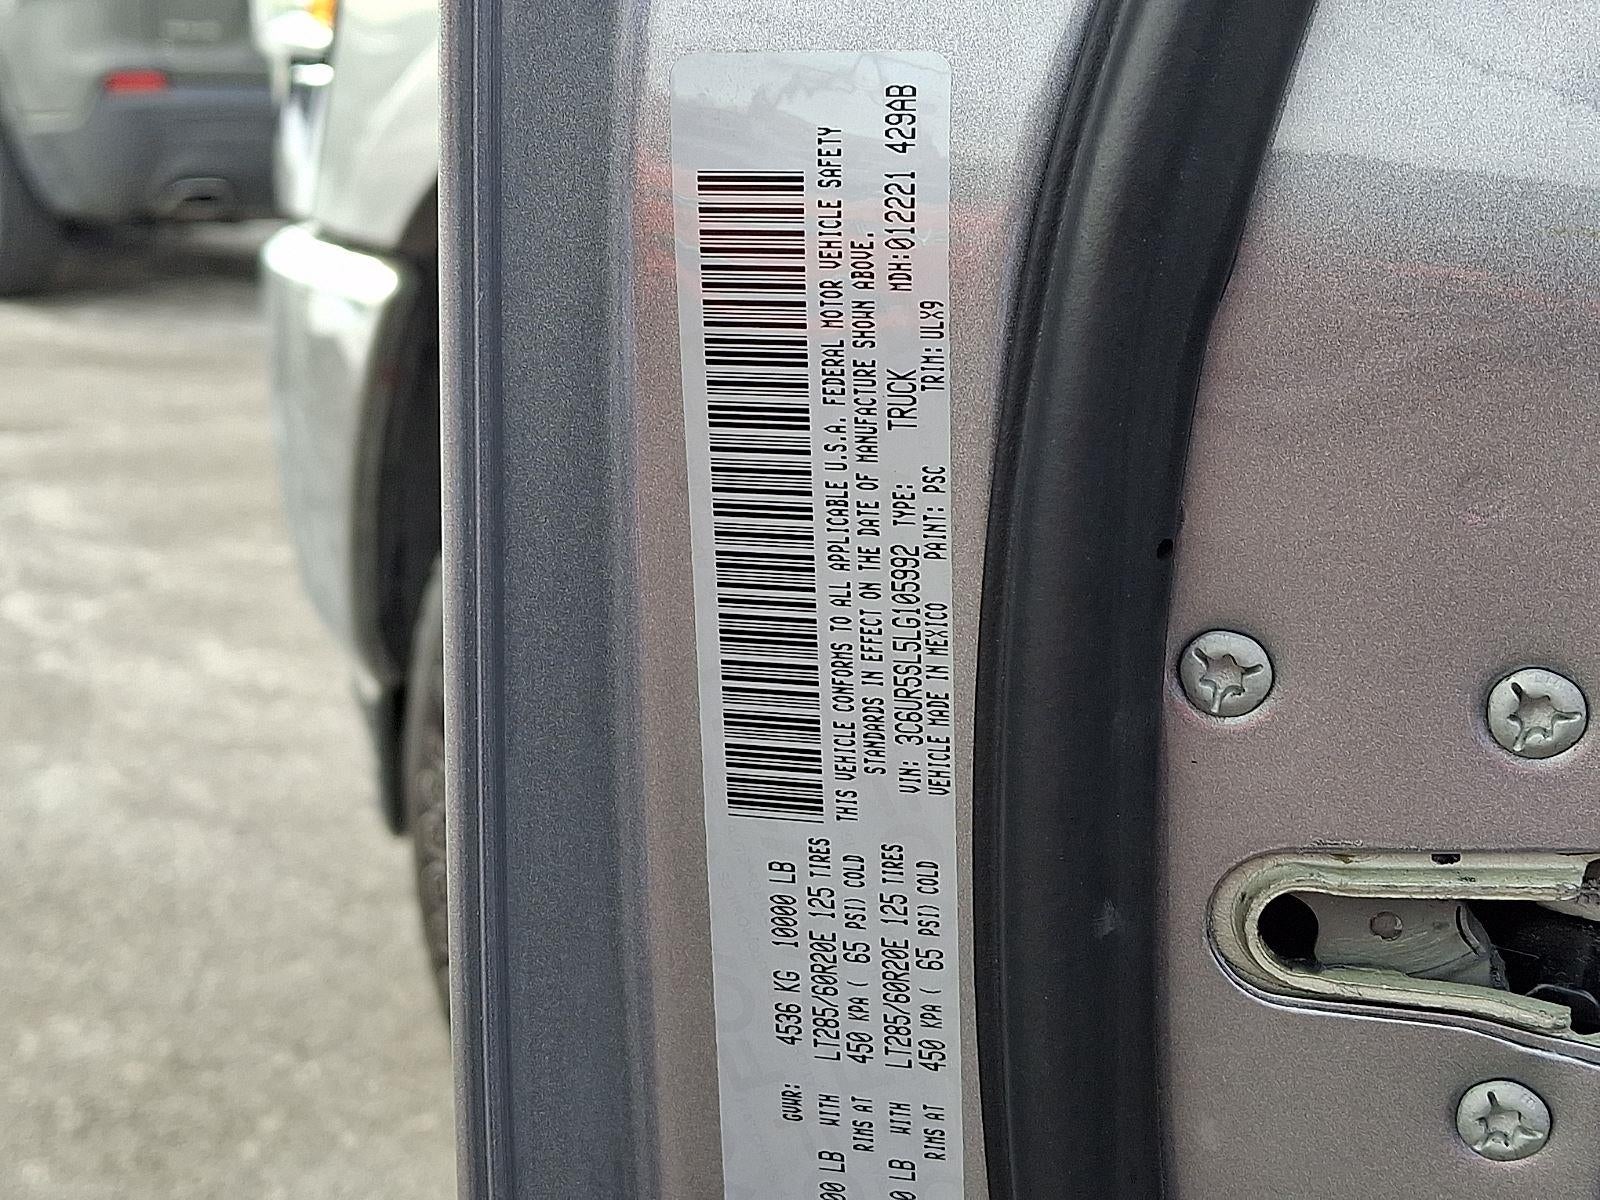 GVWR: 4536 KG 10000 LB
00 LB WITH LT285/60R20E 125 TIRES
RIMS AT 450 KPA ( 65 PSI) COLD
0 LB WITH LT285/60R20E 125 TIRES
RIMS AT 450 KPA ( 65 PSI) COLD
THIS VEHICLE CONFORMS TO ALL APPLICABLE U.S.A. FEDERAL MOTOR VEHICLE SAFETY
STANDARDS IN EFFECT ON THE DATE OF MANUFACTURE SHOWN ABOVE.
VIN: 3C6UR5SL5LG105992 TYPE: TRUCK MDH:012221 429AB
VEHICLE MADE IN MEXICO PAINT: PSC TRIM: ULX9